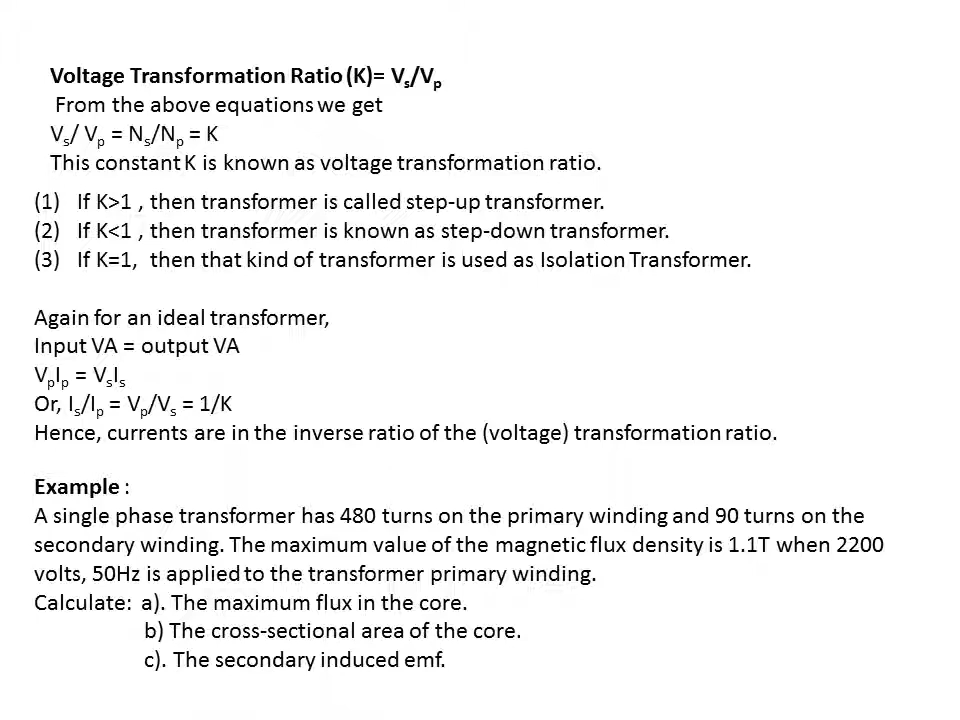 Voltage Transformation Ratio (K)= Vs/Vp
From the above equations we get
Vs/ Vp = Ns/Np = K
This constant K is known as voltage transformation ratio.
(1) If K>1 , then transformer is called step-up transformer.
(2) If K<1 , then transformer is known as step-down transformer.
(3) If K=1, then that kind of transformer is used as Isolation Transformer.
Again for an ideal transformer,
Input VA = output VA
VpIp = VsIs
Or, Is/Ip = Vp/Vs = 1/K
Hence, currents are in the inverse ratio of the (voltage) transformation ratio.
Example :
A single phase transformer has 480 turns on the primary winding and 90 turns on the
secondary winding. The maximum value of the magnetic flux density is 1.1T when 2200
volts, 50Hz is applied to the transformer primary winding.
Calculate: a). The maximum flux in the core.
b) The cross-sectional area of the core.
c). The secondary induced emf.